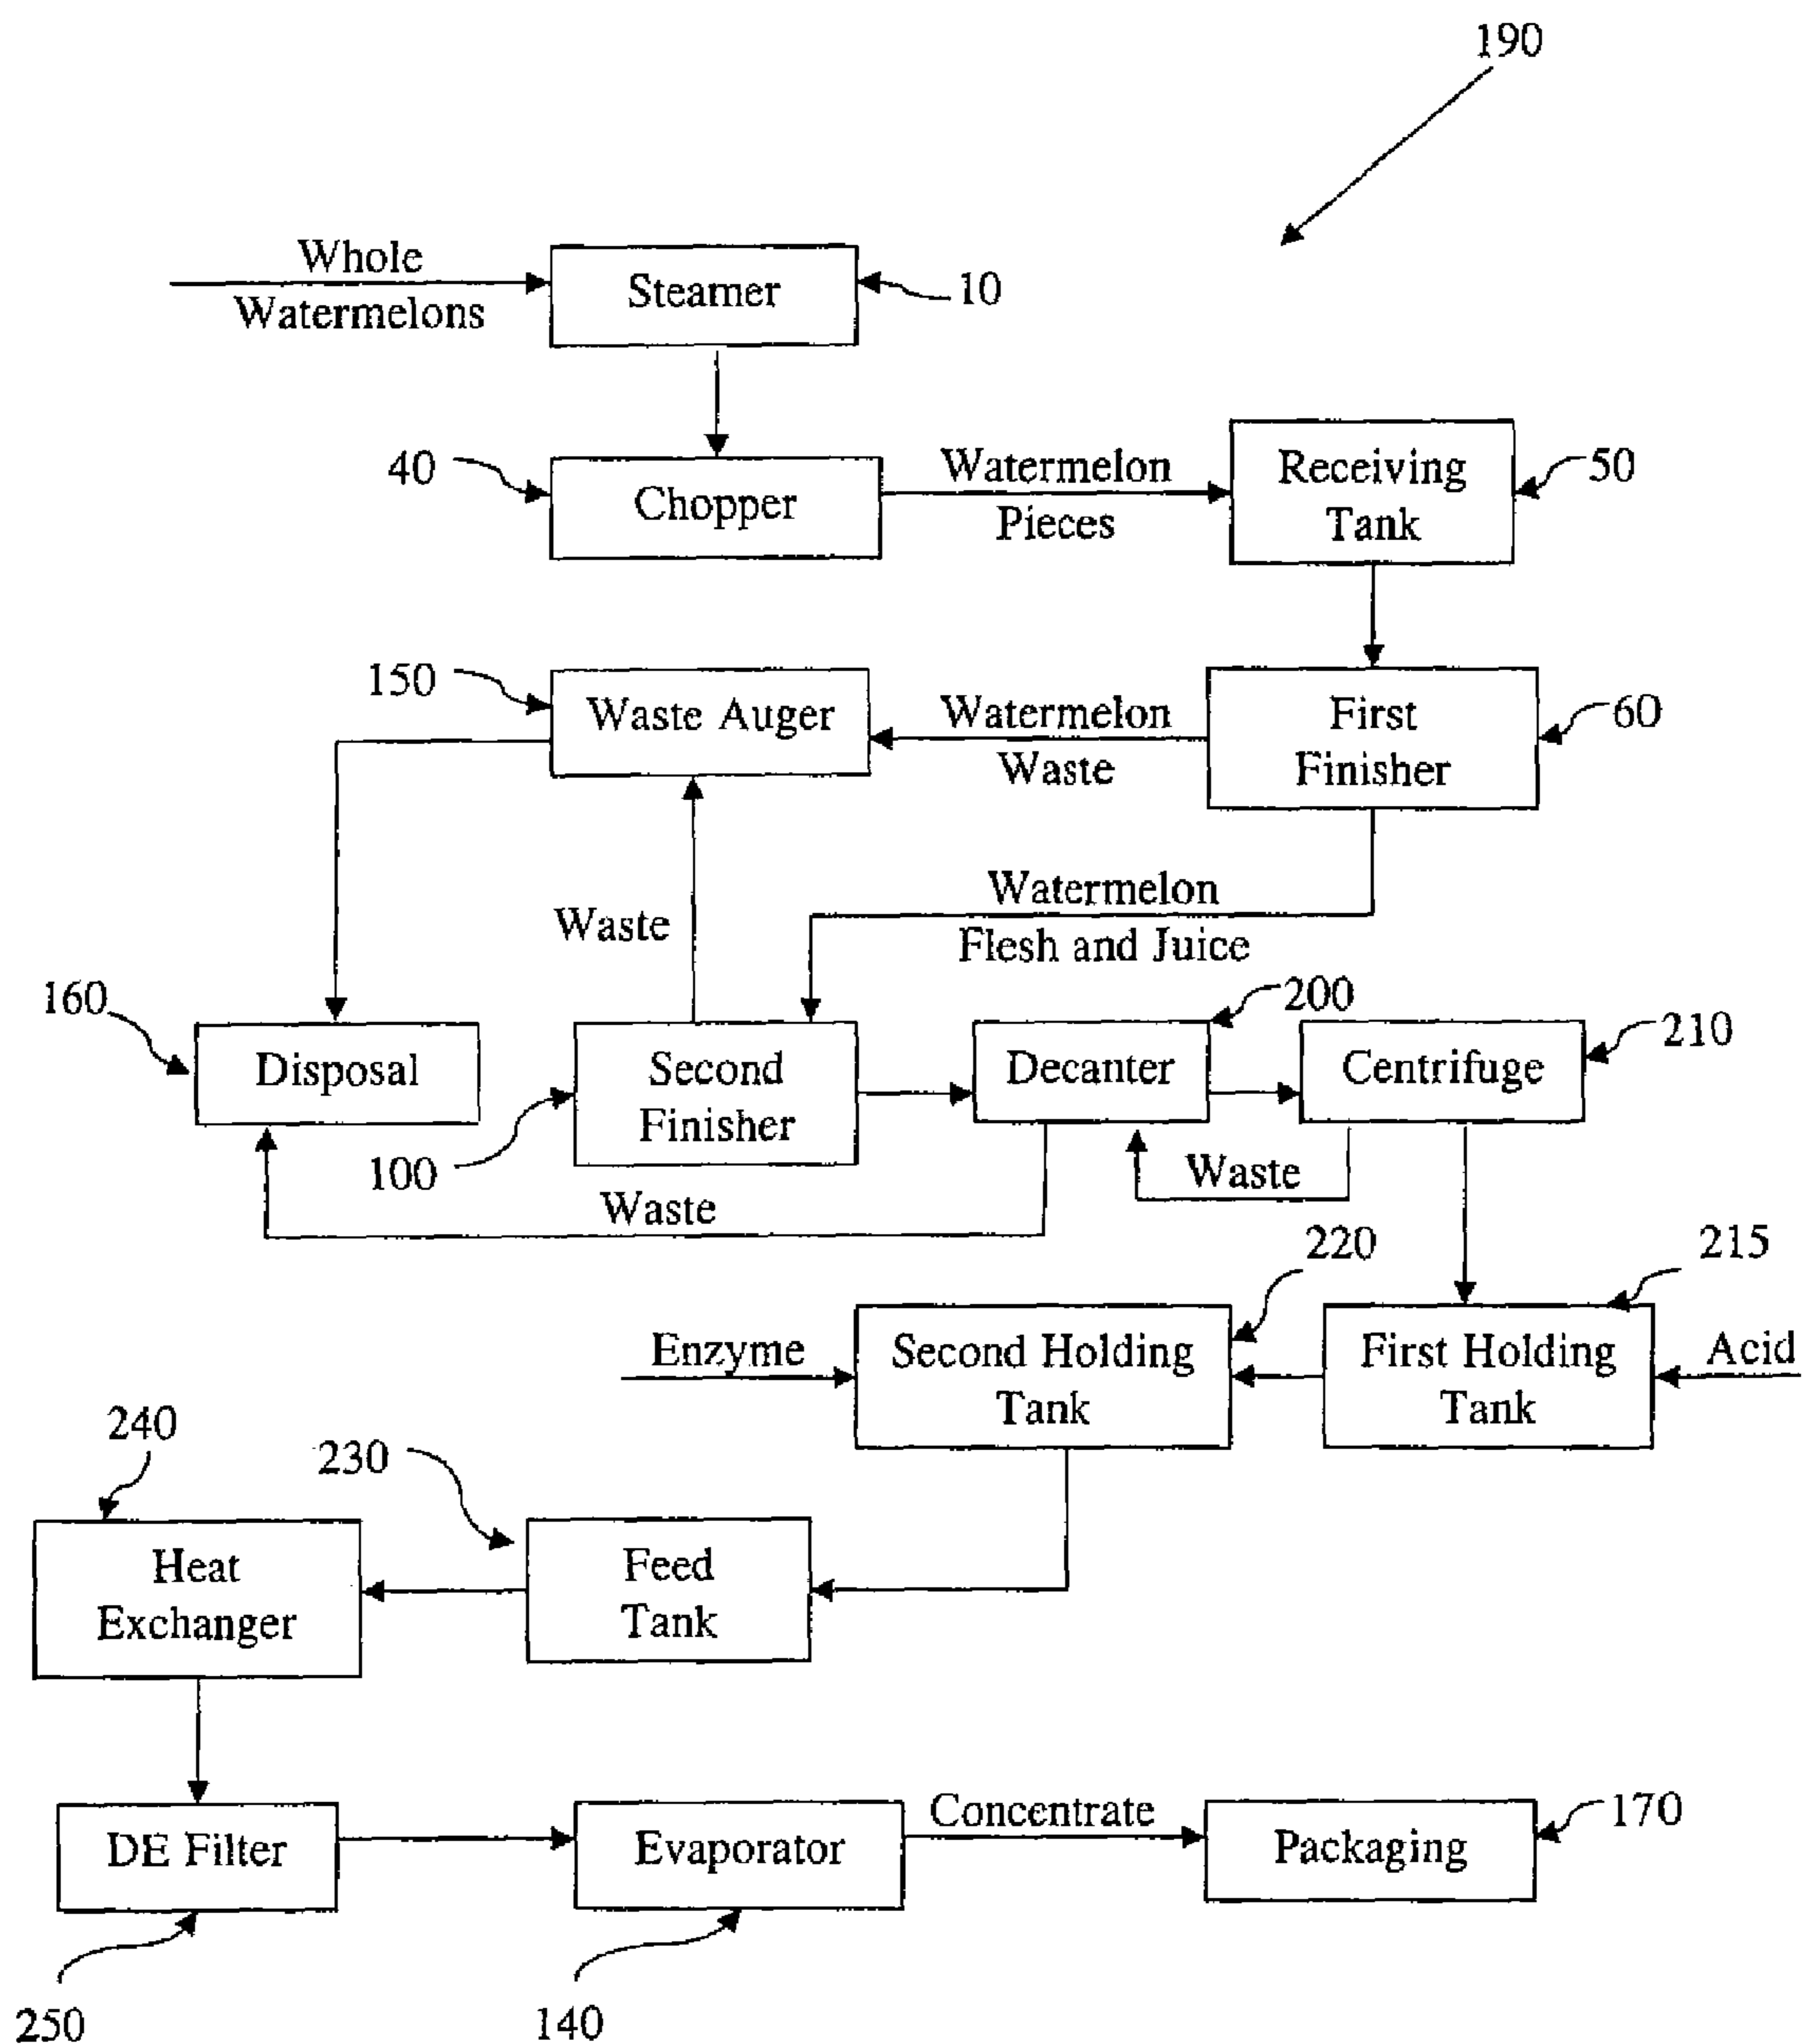 190
Whole
Watermelons
Steamer
10
40
Chopper
Watermelon
Pieces
Receiving
Tank
50
150
Waste Auger
Watermelon
Waste
First
Finisher
60
Waste
Watermelon
Flesh and Juice
160
Disposal
100
Second
Finisher
Decanter
200
Centrifuge
210
Waste
Waste
220
215
Enzyme
Second Holding
Tank
First Holding
Tank
Acid
240
230
Heat
Exchanger
Feed
Tank
DE Filter
Evaporator
Concentrate
Packaging
170
250
140